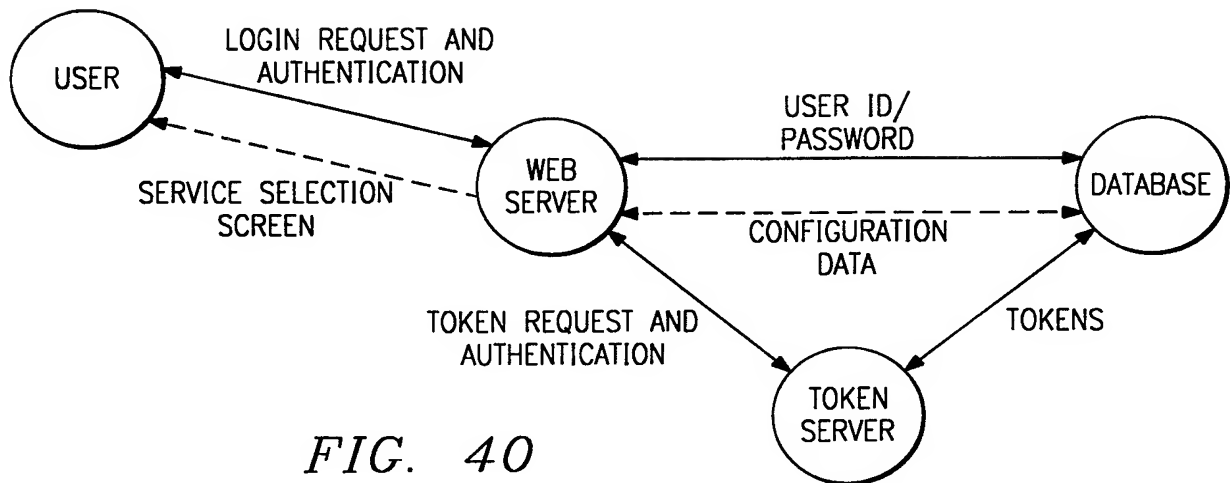 USER
LOGIN REQUEST AND
AUTHENTICATION
SERVICE SELECTION
SCREEN
WEB
SERVER
USER ID/
PASSWORD
CONFIGURATION
DATA
DATABASE
TOKEN REQUEST AND
AUTHENTICATION
TOKENS
TOKEN
SERVER
FIG. 40